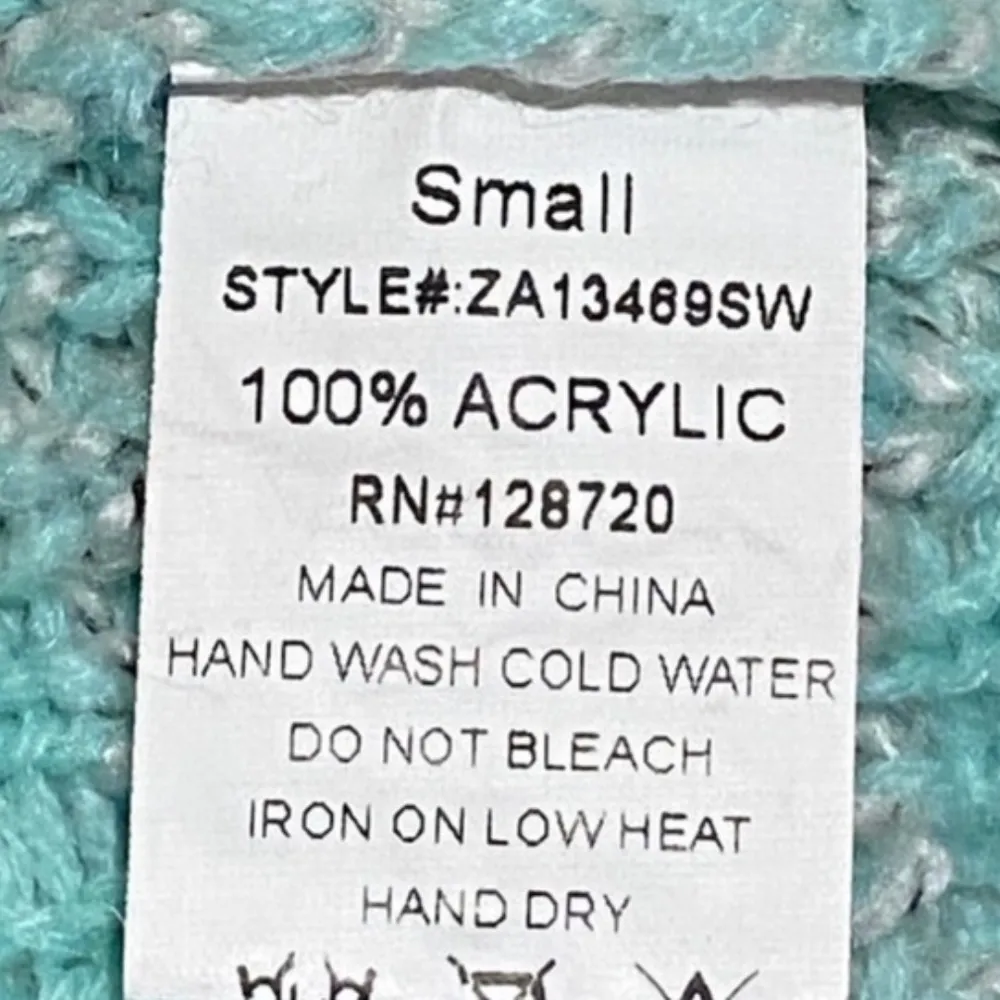 Small
STYLE#:ZA13469SW
100% ACRYLIC
RN#128720
MADE IN CHINA
HAND WASH COLD WATER
DO NOT BLEACH
IRON ON LOW HEAT
HAND DRY